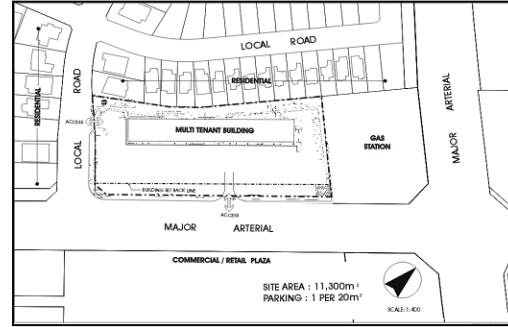 LOCAL ROAD
RESIDENTIAL
RESIDENTIAL
LOCAL ROAD
ACCESS
MULTI TENANT BUILDING
GAS
STATION
MAJOR ARTERIAL
BUILDING SET BACK LINE
ACCESS
MAJOR ARTERIAL
COMMERCIAL / RETAIL PLAZA
SITE AREA : 11,300m²
PARKING : 1 PER 20m²
SCALE:1:400